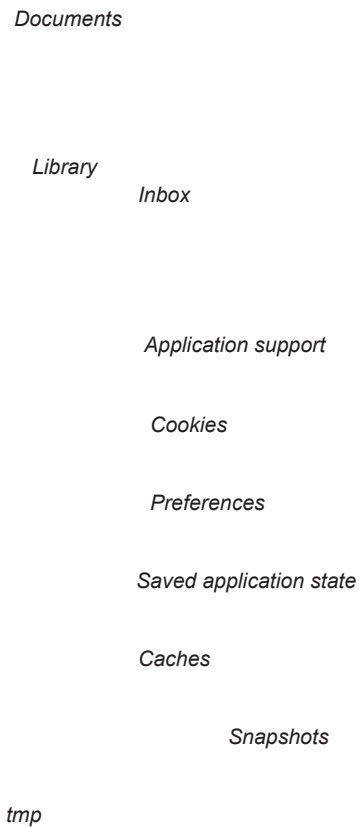 Documents
Library
Inbox
Application support
Cookies
Preferences
Saved application state
Caches
Snapshots
tmp